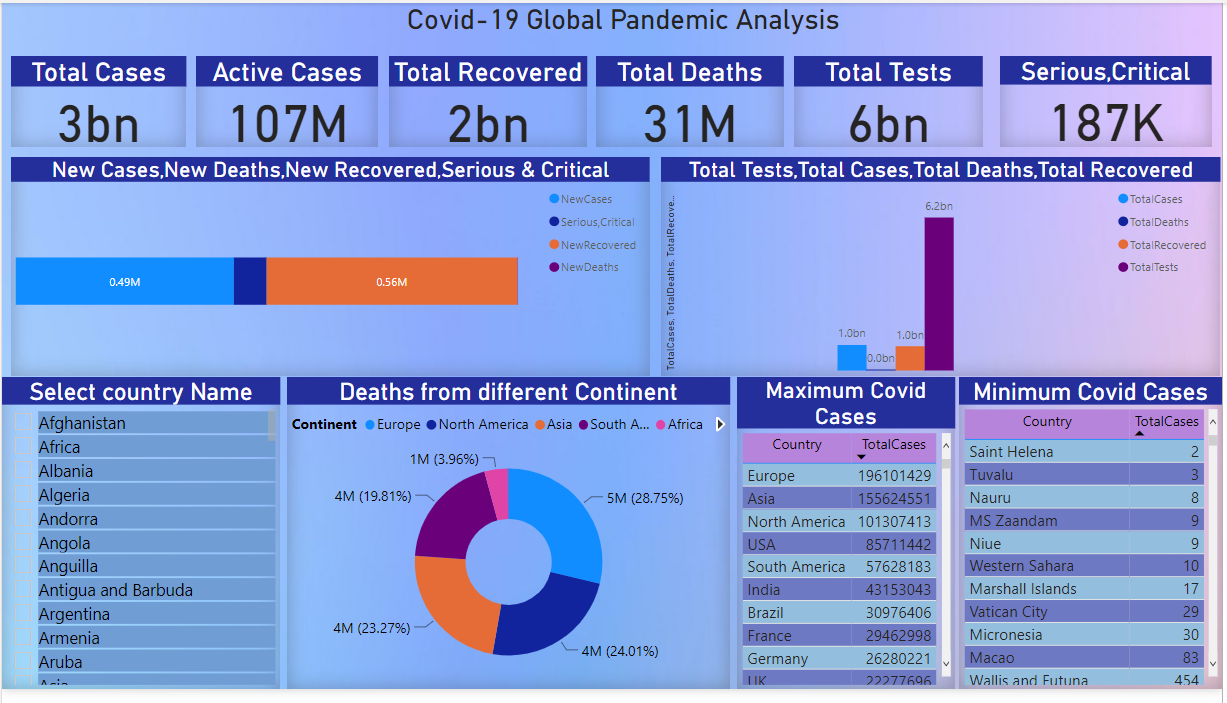 Covid-19 Global Pandemic Analysis
Total Cases
3bn
Active Cases
107M
Total Recovered
2bn
Total Deaths
31M
Total Tests
6bn
Serious,Critical
187K
New Cases,New Deaths,New Recovered,Serious & Critical
NewCases
Serious,Critical
NewRecovered
NewDeaths
0.49M
0.56M
Total Tests,Total Cases,Total Deaths,Total Recovered
TotalCases, TotalDeaths, TotalRecove...
1.0bn
0.0bn
1.0bn
6.2bn
TotalCases
TotalDeaths
TotalRecovered
TotalTests
Select country Name
Afghanistan
Africa
Albania
Algeria
Andorra
Angola
Anguilla
Antigua and Barbuda
Argentina
Armenia
Aruba
Asia
Deaths from different Continent
Continent Europe North America Asia South A... Africa
1M (3.96%)
4M (19.81%)
5M (28.75%)
4M (23.27%)
4M (24.01%)
Maximum Covid
Cases
Country TotalCases
Europe 196101429
Asia 155624551
North America 101307413
USA 85711442
South America 57628183
India 43153043
Brazil 30976406
France 29462998
Germany 26280221
UK 22277696
Minimum Covid Cases
Country TotalCases
Saint Helena 2
Tuvalu 3
Nauru 8
MS Zaandam 9
Niue 9
Western Sahara 10
Marshall Islands 17
Vatican City 29
Micronesia 30
Macao 83
Wallis and Futuna 454